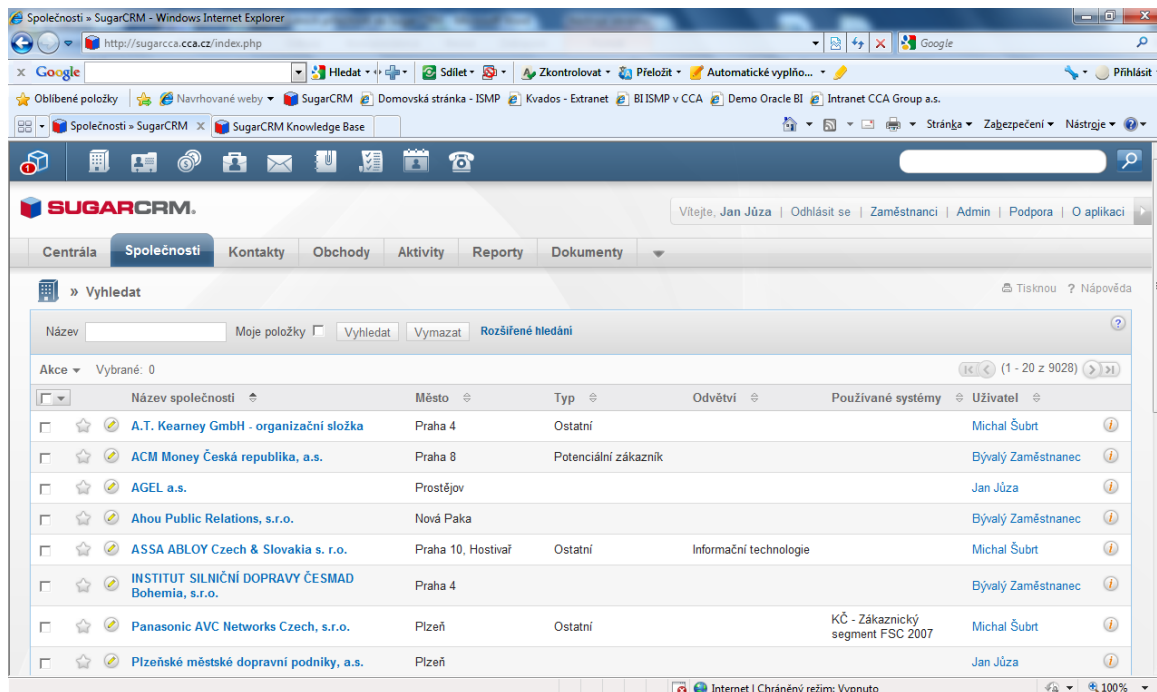 Společnosti » SugarCRM - Windows Internet Explorer
http://sugarcca.cca.cz/index.php Google
x Google Hledat Sdílet Zkontrolovat Přeložit Automatické vyplňo... Přihlásit
Oblíbené položky Navrhované weby SugarCRM Domovská stránka - ISMP Kvados - Extranet BI ISMP v CCA Demo Oracle BI Intranet CCA Group a.s.
Společnosti » SugarCRM X SugarCRM Knowledge Base Stránka Zabezpečení Nástroje
1
SUGARCRM. Vítejte, Jan Jůza | Odhlásit se | Zaměstnanci | Admin | Podpora | O aplikaci
Centrála Společnosti Kontakty Obchody Aktivity Reporty Dokumenty
» Vyhledat Tisknou ? Nápověda
Název Moje položky Vyhledat Vymazat Rozšířené hledání ?
Akce Vybrané: 0 (1 - 20 z 9028)
Název společnosti Město Typ Odvětví Používané systémy Uživatel
A.T. Kearney GmbH - organizační složka Praha 4 Ostatní Michal Šubrt i
ACM Money Česká republika, a.s. Praha 8 Potenciální zákazník Bývalý Zaměstnanec i
AGEL a.s. Prostějov Jan Jůza i
Ahou Public Relations, s.r.o. Nová Paka Bývalý Zaměstnanec i
ASSA ABLOY Czech & Slovakia s. r.o. Praha 10, Hostivař Ostatní Informační technologie Michal Šubrt i
INSTITUT SILNIČNÍ DOPRAVY ČESMAD
Bohemia, s.r.o. Praha 4 Bývalý Zaměstnanec i
Panasonic AVC Networks Czech, s.r.o. Plzeň Ostatní KČ - Zákaznický
segment FSC 2007 Michal Šubrt i
Plzeňské městské dopravní podniky, a.s. Plzeň Jan Jůza i
Internet | Chráněný režim: Vypnuto 100%